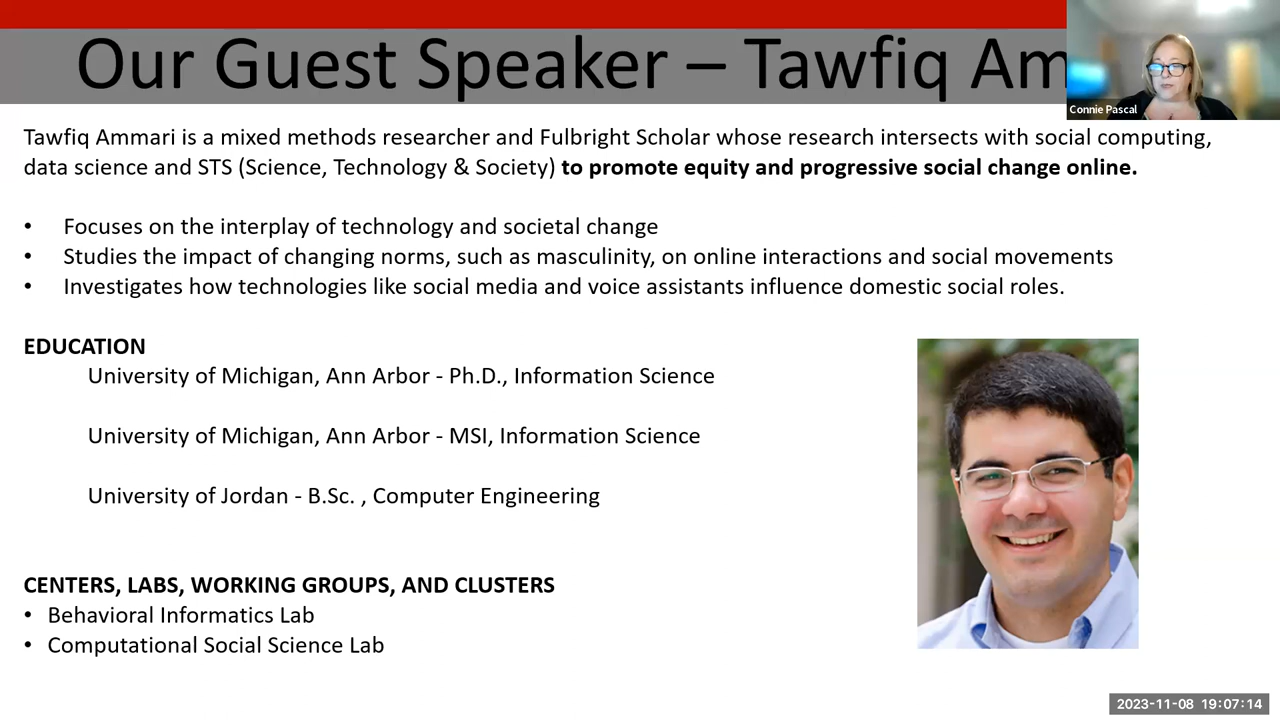 Our Guest Speaker – Tawfiq Am
Connie Pascal
Tawfiq Ammari is a mixed methods researcher and Fulbright Scholar whose research intersects with social computing,
data science and STS (Science, Technology & Society) to promote equity and progressive social change online.
• Focuses on the interplay of technology and societal change
• Studies the impact of changing norms, such as masculinity, on online interactions and social movements
• Investigates how technologies like social media and voice assistants influence domestic social roles.
EDUCATION
University of Michigan, Ann Arbor - Ph.D., Information Science
University of Michigan, Ann Arbor - MSI, Information Science
University of Jordan - B.Sc. , Computer Engineering
CENTERS, LABS, WORKING GROUPS, AND CLUSTERS
• Behavioral Informatics Lab
• Computational Social Science Lab
2023-11-08 19:07:14